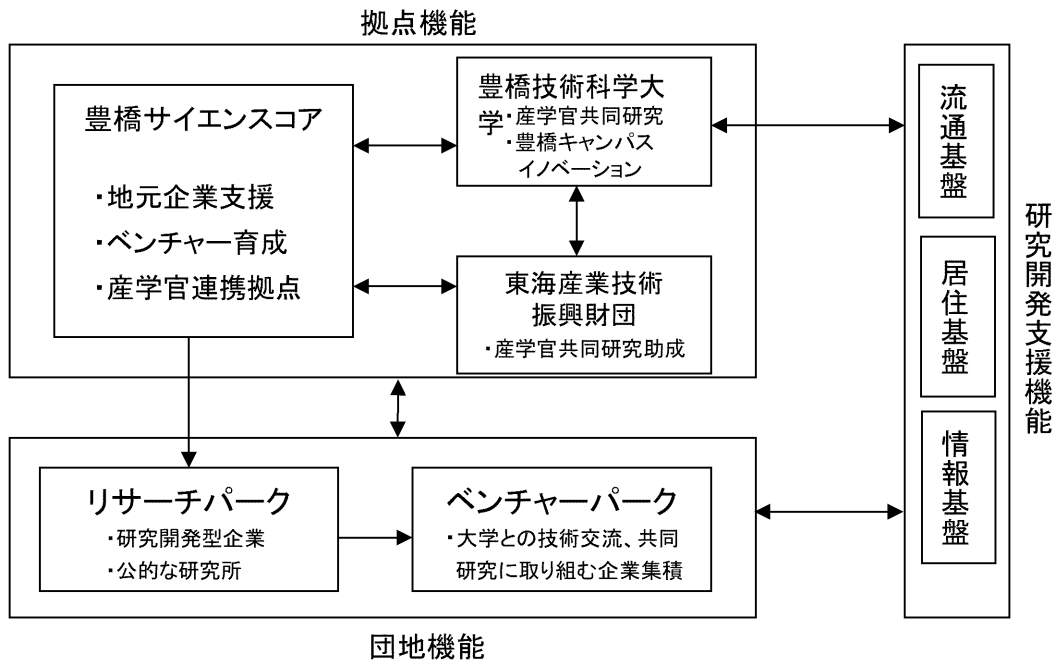 拠点機能
豊橋サイエンスコア
・地元企業支援
・ベンチャー育成
・産学官連携拠点
豊橋技術科学大
学
・産学官共同研究
・豊橋キャンパス
イノベーション
東海産業技術
振興財団
・産学官共同研究助成
リサーチパーク
・研究開発型企業
・公的な研究所
ベンチャーパーク
・大学との技術交流、共同
研究に取り組む企業集積
団地機能
流通基盤
居住基盤
情報基盤
研究開発支援機能